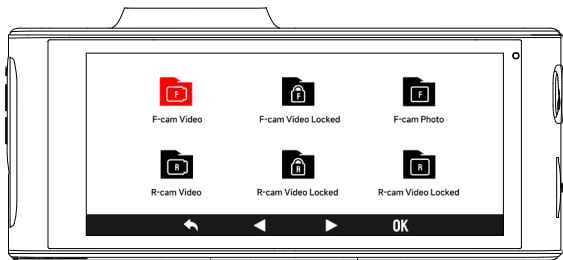 F
F
F
F-cam Video
F-cam Video Locked
F-cam Photo
R
R
R
R-cam Video
R-cam Video Locked
R-cam Video Locked
OK